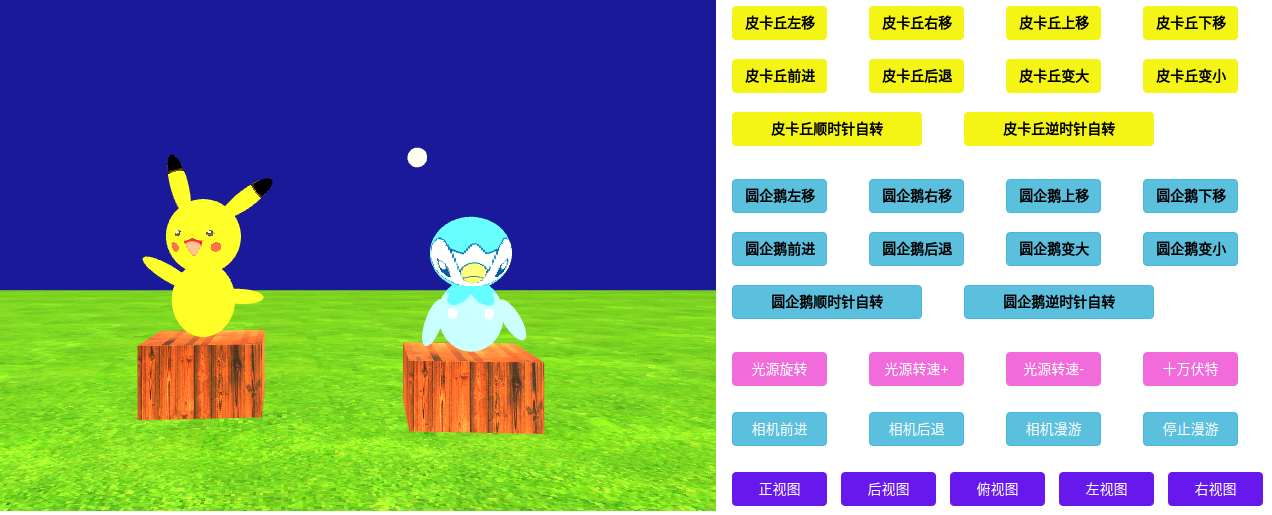 皮卡丘左移 皮卡丘右移 皮卡丘上移 皮卡丘下移
皮卡丘前进 皮卡丘后退 皮卡丘变大 皮卡丘变小
皮卡丘顺时针自转 皮卡丘逆时针自转
圆企鹅左移 圆企鹅右移 圆企鹅上移 圆企鹅下移
圆企鹅前进 圆企鹅后退 圆企鹅变大 圆企鹅变小
圆企鹅顺时针自转 圆企鹅逆时针自转
光源旋转 光源转速+ 光源转速- 十万伏特
相机前进 相机后退 相机漫游 停止漫游
正视图 后视图 俯视图 左视图 右视图